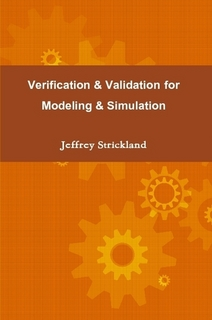 Verification & Validation for
Modeling & Simulation
Jeffrey Strickland